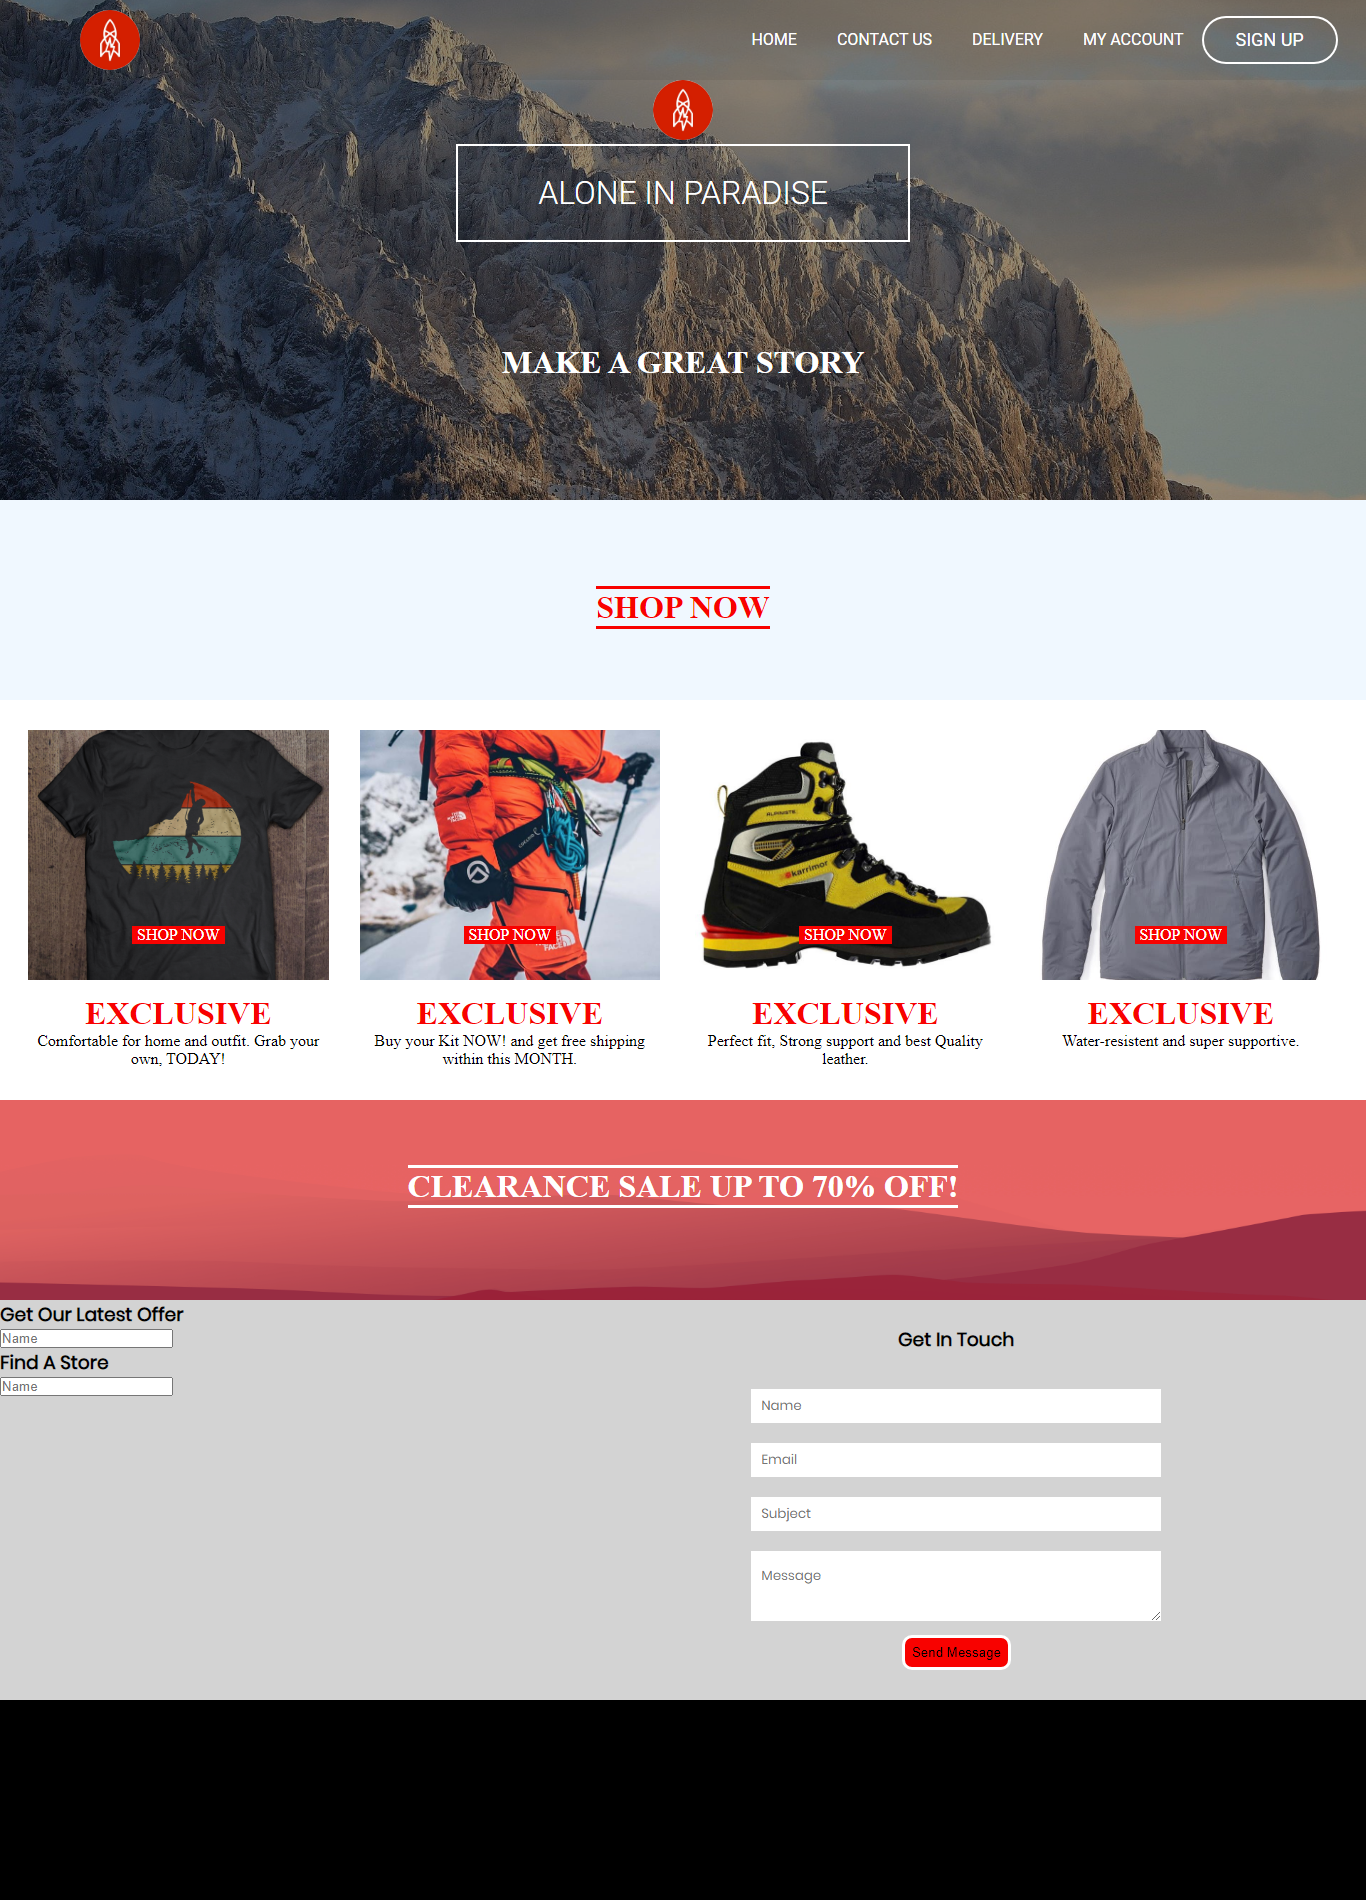 HOME CONTACT US DELIVERY MY ACCOUNT SIGN UP
ALONE IN PARADISE
MAKE A GREAT STORY
SHOP NOW
SHOP NOW
EXCLUSIVE
Comfortable for home and outfit. Grab your
own, TODAY!
SHOP NOW
EXCLUSIVE
Buy your Kit NOW! and get free shipping
within this MONTH.
karrimor
SHOP NOW
EXCLUSIVE
Perfect fit, Strong support and best Quality
leather.
SHOP NOW
EXCLUSIVE
Water-resistent and super supportive.
CLEARANCE SALE UP TO 70% OFF!
Get Our Latest Offer
Name
Find A Store
Name
Get In Touch
Name
Email
Subject
Message
Send Message